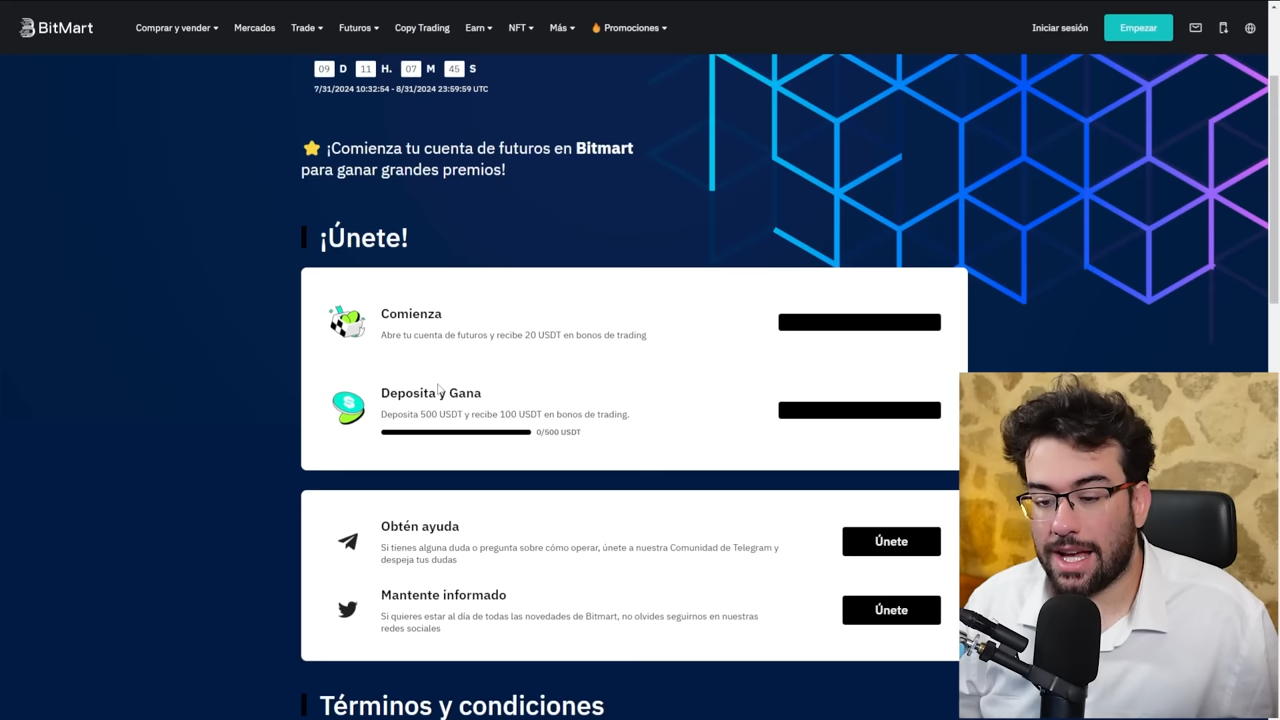 BitMart
Comprar y vender
Mercados
Trade
Futuros
Copy Trading
Earn
NFT
Más
Promociones
Iniciar sesión
Empezar
09 D 11 H. 07 M 45 S
7/31/2024 10:32:54 - 8/31/2024 23:59:59 UTC
¡Comienza tu cuenta de futuros en Bitmart
para ganar grandes premios!
¡Únete!
Comienza
Abre tu cuenta de futuros y recibe 20 USDT en bonos de trading
Deposita y Gana
Deposita 500 USDT y recibe 100 USDT en bonos de trading.
0/500 USDT
Obtén ayuda
Si tienes alguna duda o pregunta sobre cómo operar, únete a nuestra Comunidad de Telegram y
despeja tus dudas
Únete
Mantente informado
Si quieres estar al día de todas las novedades de Bitmart, no olvides seguirnos en nuestras
redes sociales
Únete
Términos y condiciones